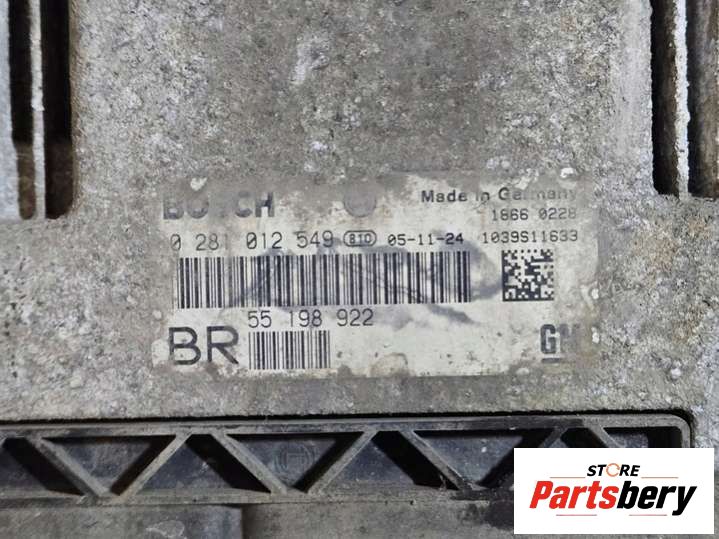 BOSCH
Made in Germany
1866 0228
0 281 012 549 810 05-11-24 1039S11633
55 198 922
BR
GM
STORE
Partsbery